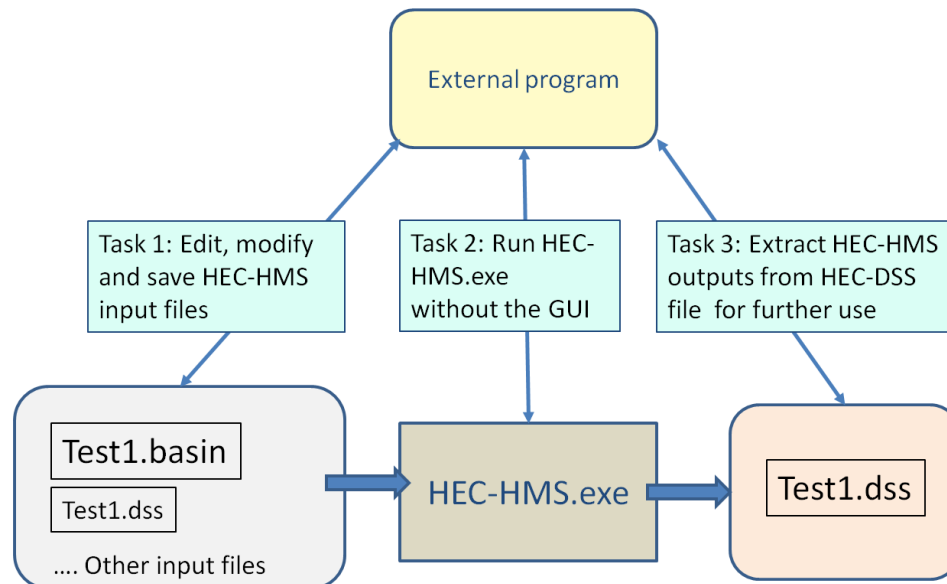 External program
Task 1: Edit, modify
and save HEC-HMS
input files
Task 2: Run HEC-
HMS.exe
without the GUI
Task 3: Extract HEC-HMS
outputs from HEC-DSS
file for further use
Test1.basin
Test1.dss
.... Other input files
HEC-HMS.exe
Test1.dss